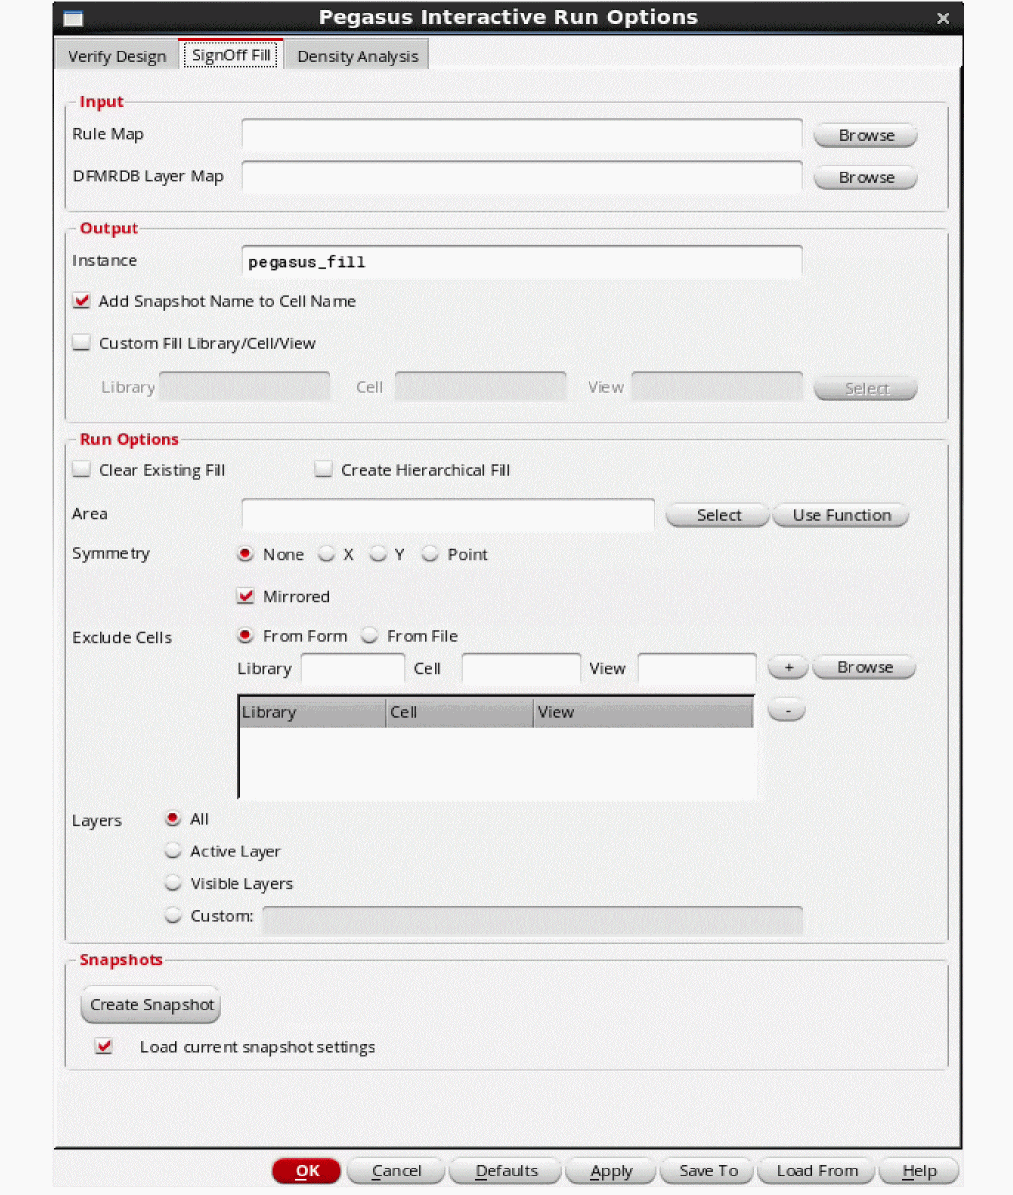 Pegasus Interactive Run Options
Verify Design SignOff Fill Density Analysis
Input
Rule Map Browse
DFMRDB Layer Map Browse
Output
Instance pegasus_fill
Add Snapshot Name to Cell Name
Custom Fill Library/Cell/View
Library Cell View Select
Run Options
Clear Existing Fill Create Hierarchical Fill
Area Select Use Function
Symmetry None X Y Point
Mirrored
Exclude Cells From Form From File
Library Cell View + Browse
Library Cell View -
Layers All
Active Layer
Visible Layers
Custom:
Snapshots
Create Snapshot
Load current snapshot settings
OK Cancel Defaults Apply Save To Load From Help